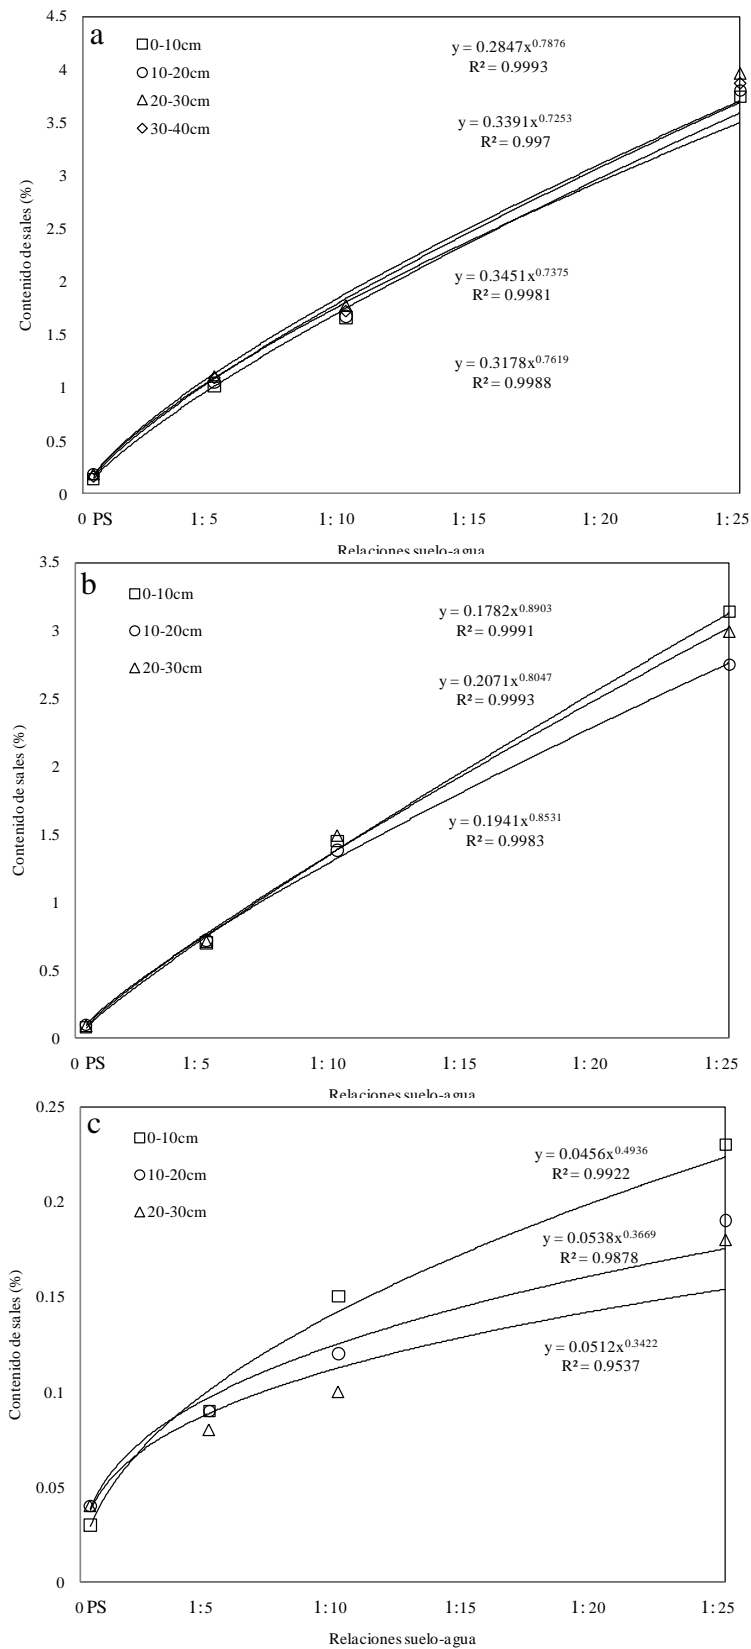 a
4.5
4
3.5
3
2.5
2
1.5
1
0.5
0
Contenido de sales (%)
0-10cm
10-20cm
20-30cm
30-40cm
y = 0.2847x^0.7876
R² = 0.9993
y = 0.3391x^0.7253
R² = 0.997
y = 0.3451x^0.7375
R² = 0.9981
y = 0.3178x^0.7619
R² = 0.9988
0 PS 1:5 1:10 1:15 1:20 1:25
Relaciones suelo-agua
b
3.5
3
2.5
2
1.5
1
0.5
0
Contenido de sales (%)
0-10cm
10-20cm
20-30cm
y = 0.1782x^0.8903
R² = 0.9991
y = 0.2071x^0.8047
R² = 0.9993
y = 0.1941x^0.8531
R² = 0.9983
0 PS 1:5 1:10 1:15 1:20 1:25
Relaciones suelo-agua
c
0.25
0.2
0.15
0.1
0.05
0
Contenido de sales (%)
0-10cm
10-20cm
20-30cm
y = 0.0456x^0.4936
R² = 0.9922
y = 0.0538x^0.3669
R² = 0.9878
y = 0.0512x^0.3422
R² = 0.9537
0 PS 1:5 1:10 1:15 1:20 1:25
Relaciones suelo-agua